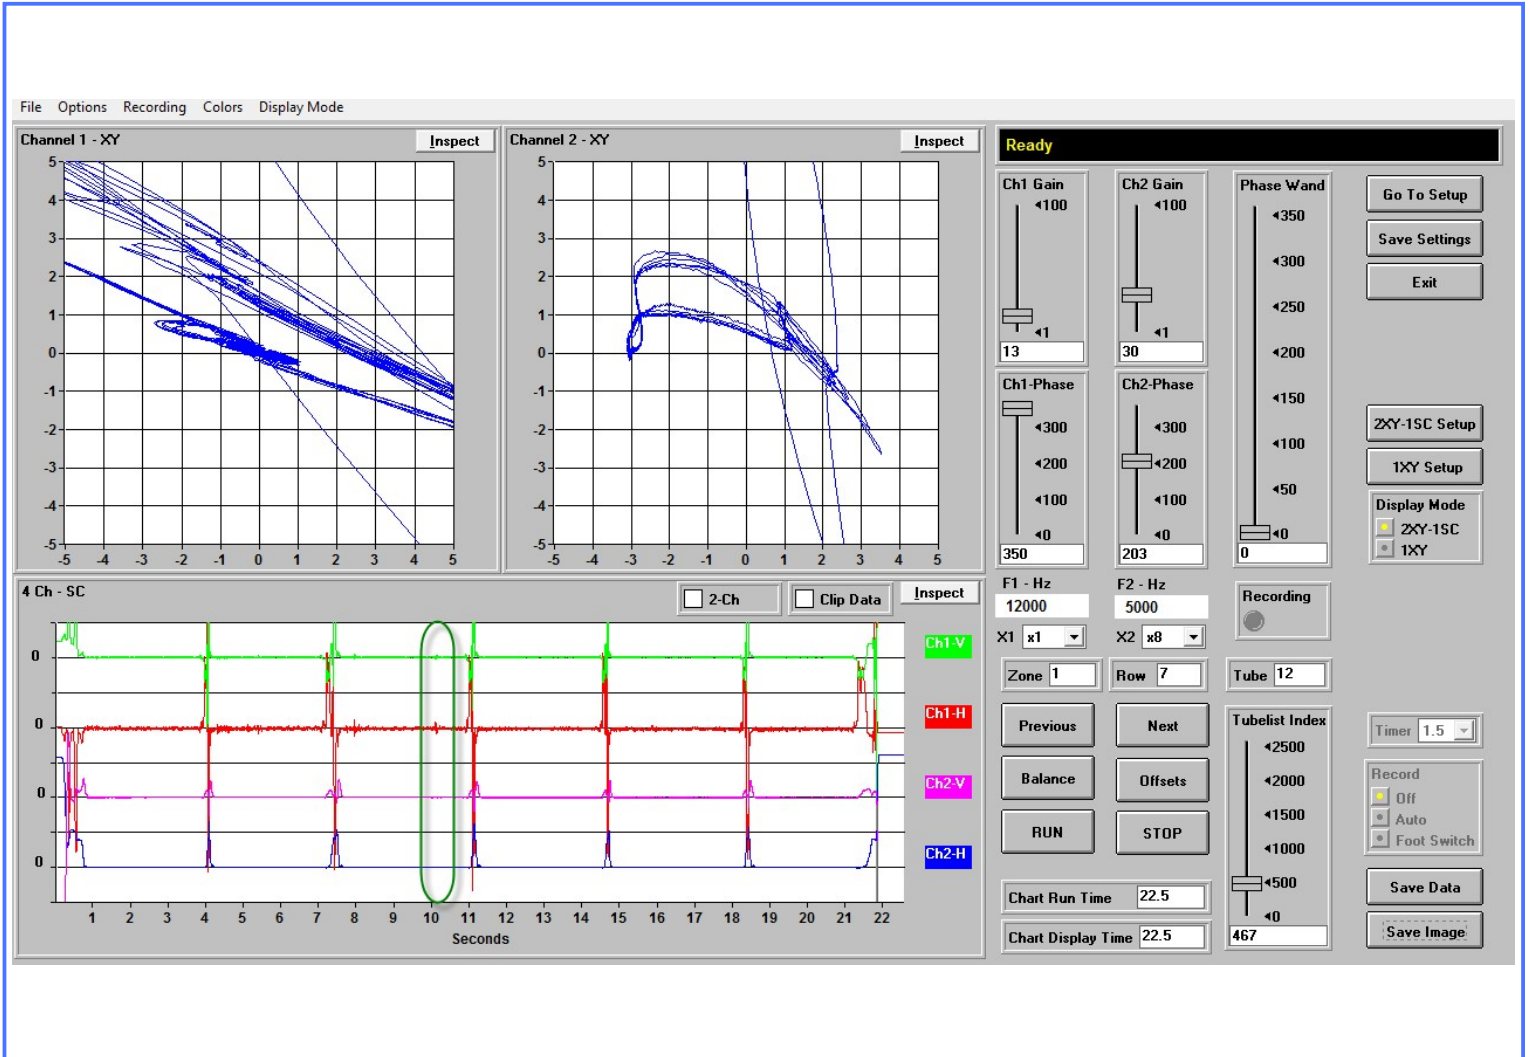 File Options Recording Colors Display Mode
Channel 1 - XY
Inspect
5
4
3
2
1
0
-1
-2
-3
-4
-5
-5 -4 -3 -2 -1 0 1 2 3 4 5
Channel 2 - XY
Inspect
5
4
3
2
1
0
-1
-2
-3
-4
-5
-5 -4 -3 -2 -1 0 1 2 3 4 5
4 Ch - SC
2-Ch
Clip Data
Inspect
0
0
0
0
Ch1-V
Ch1-H
Ch2-V
Ch2-H
1 2 3 4 5 6 7 8 9 10 11 12 13 14 15 16 17 18 19 20 21 22
Seconds
Ready
Ch1 Gain
100
1
13
Ch2 Gain
100
1
30
Phase Wand
350
300
250
200
150
100
50
0
0
Ch1-Phase
300
200
100
0
350
Ch2-Phase
300
200
100
0
203
Go To Setup
Save Settings
Exit
2XY-1SC Setup
1XY Setup
Display Mode
2XY-1SC
1XY
F1 - Hz
12000
F2 - Hz
5000
Recording
X1 x1
X2 x8
Zone 1
Row 7
Tube 12
Previous
Next
Balance
Offsets
RUN
STOP
Tubelist Index
2500
2000
1500
1000
500
0
467
Timer 1.5
Record
Off
Auto
Foot Switch
Chart Run Time 22.5
Chart Display Time 22.5
Save Data
Save Image